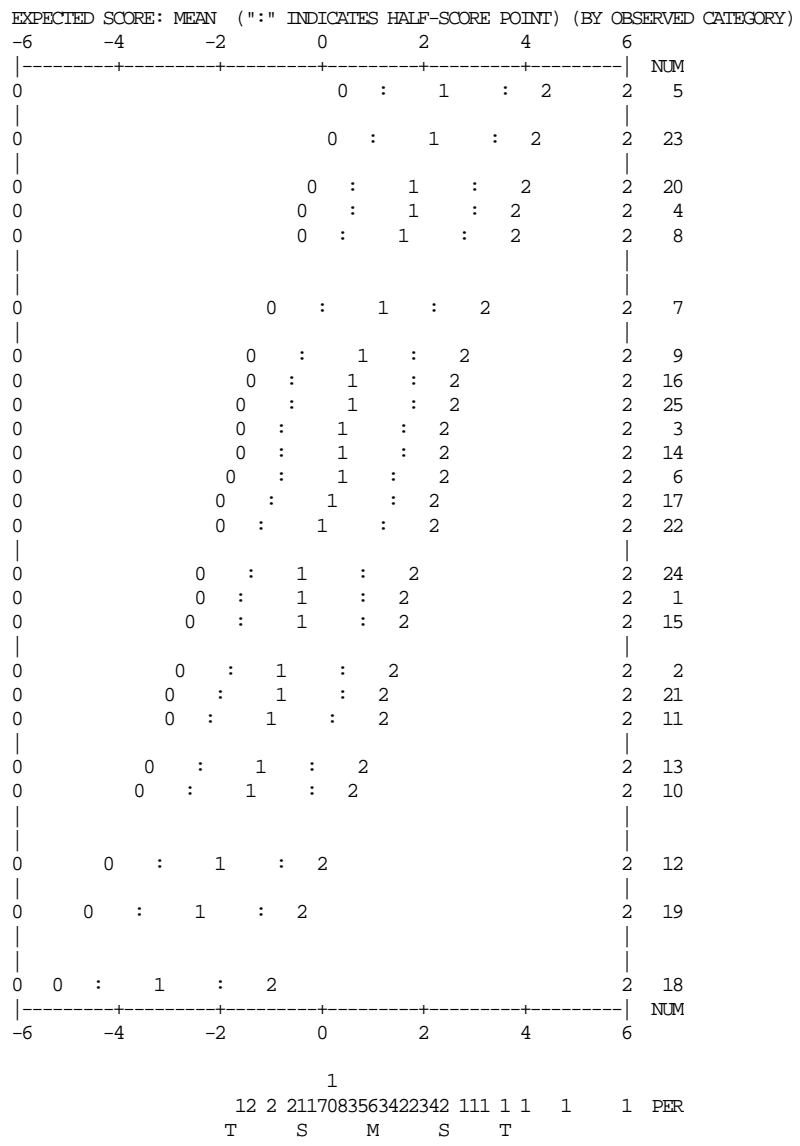 EXPECTED SCORE: MEAN  (":" INDICATES HALF-SCORE POINT) (BY OBSERVED CATEGORY)
-6        -4        -2         0         2         4         6
|---------+---------+---------+---------+---------+---------|  NUM
0                               0   :     1     :   2       2    5
|                                                           |
0                              0   :     1     :   2        2   23
|                                                           |
0                            0   :     1     :    2         2   20
0                           0    :     1     :   2          2    4
0                           0   :     1     :    2          2    8
|                                                           |
|                                                           |
0                        0    :     1    :    2             2    7
|                                                           |
0                      0    :     1    :    2               2    9
0                      0   :     1     :   2                2   16
0                     0    :     1     :   2                2   25
0                     0   :     1     :   2                 2    3
0                     0   :     1     :   2                 2   14
0                    0    :     1    :    2                 2    6
0                   0    :     1     :   2                  2   17
0                   0   :     1     :    2                  2   22
|                                                           |
0                 0    :    1     :    2                    2   24
0                 0   :     1     :   2                     2    1
0                0    :     1     :   2                     2   15
|                                                           |
0               0    :    1     :    2                      2    2
0              0    :     1     :   2                       2   21
0              0   :     1     :    2                       2   11
|                                                           |
0            0    :     1    :    2                         2   13
0           0    :     1     :   2                          2   10
|                                                           |
|                                                           |
0        0    :     1     :   2                             2   12
|                                                           |
0      0    :     1     :   2                               2   19
|                                                           |
|                                                           |
0   0   :     1     :    2                                  2   18
|---------+---------+---------+---------+---------+---------|  NUM
-6        -4        -2         0         2         4         6
1
12 2 2117083563422342 111 1 1   1     1  PER
T      S      M      S     T